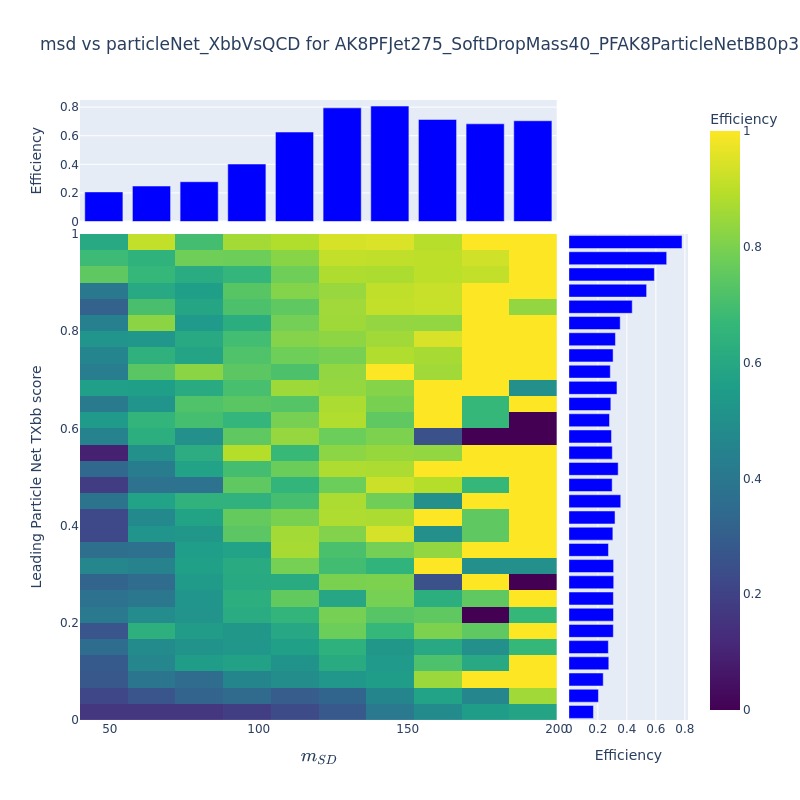 msd vs particleNet_XbbVsQCD for AK8PFJet275_SoftDropMass40_PFAK8ParticleNetBB0p3
Efficiency
0.8
0.6
0.4
0.2
0
Efficiency
1
0.8
0.6
0.4
0.2
0
Leading Particle Net TXbb score
1
0.8
0.6
0.4
0.2
0
50 100 150 200
m_SD
0 0.2 0.4 0.6 0.8
Efficiency